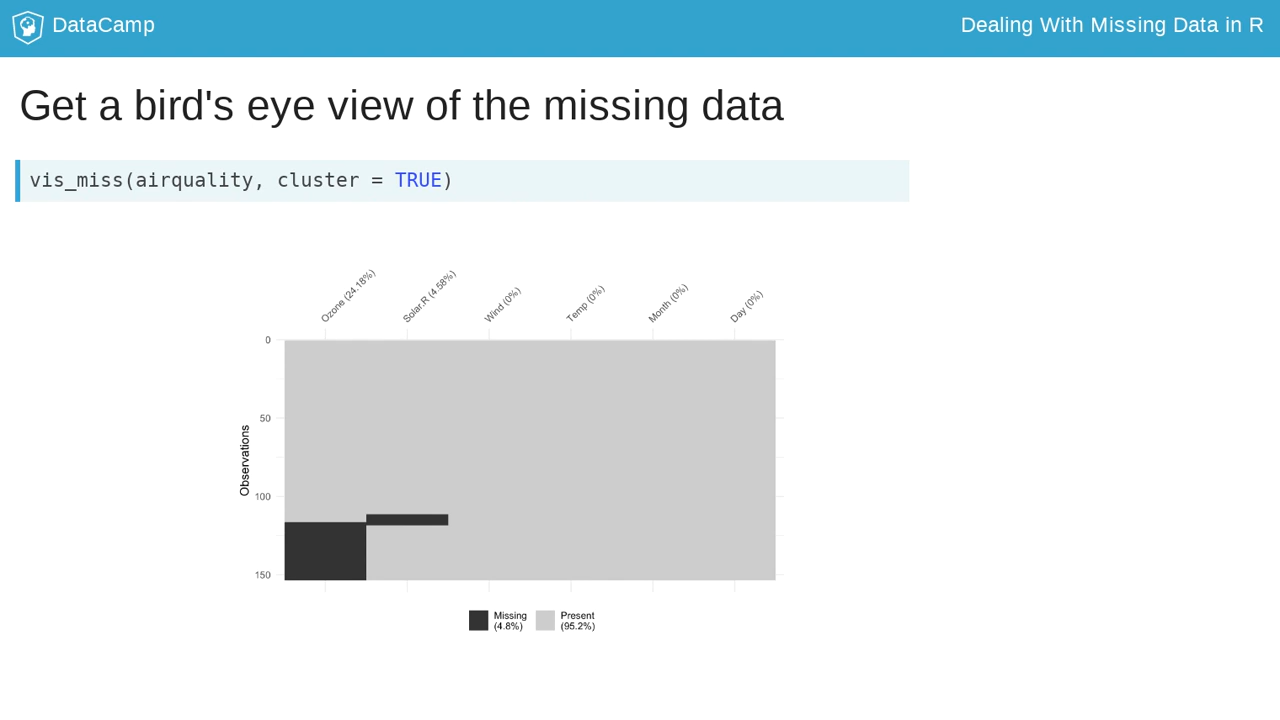 DataCamp
Dealing With Missing Data in R
Get a bird's eye view of the missing data
vis_miss(airquality, cluster = TRUE)
Ozone (24.18%)
Solar.R (4.58%)
Wind (0%)
Temp (0%)
Month (0%)
Day (0%)
0
50
100
150
Observations
Missing
(4.8%)
Present
(95.2%)